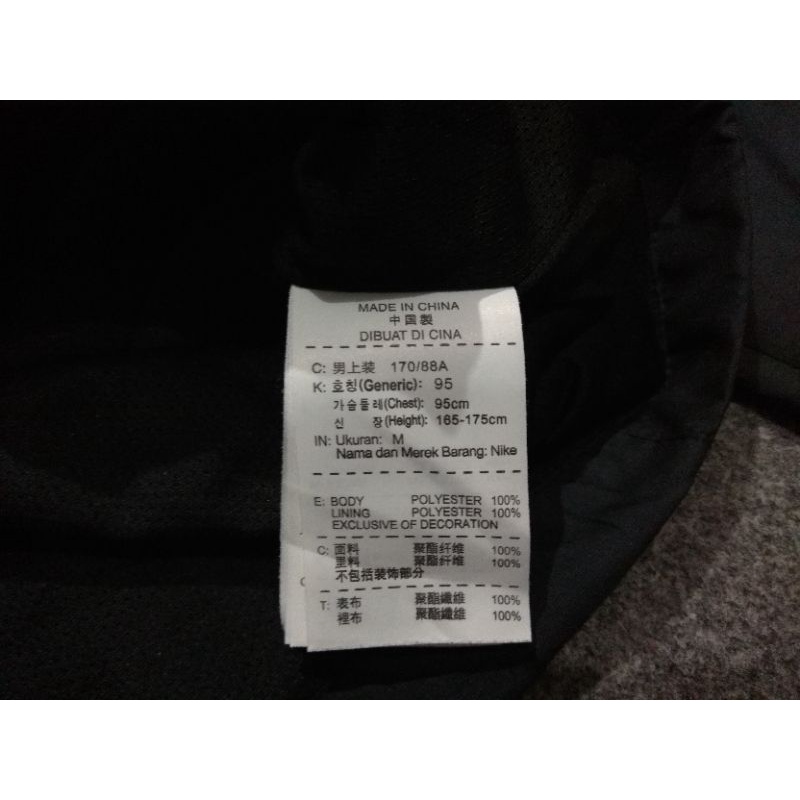 MADE IN CHINA
中国製
DIBUAT DI CINA
C: 男上装 170/88A
K: 호칭(Generic): 95
가슴둘레(Chest): 95cm
신 장(Height): 165-175cm
IN: Ukuran: M
Nama dan Merek Barang: Nike
E: BODY POLYESTER 100%
LINING POLYESTER 100%
EXCLUSIVE OF DECORATION
C: 面料 聚酯纤维 100%
里料 聚酯纤维 100%
不包括装饰部分
T: 表布 聚酯纖維 100%
裡布 聚酯纖維 100%